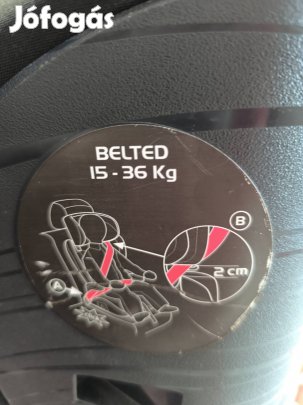 Jófogás
BELTED
15 - 36 Kg
B
2 cm
A